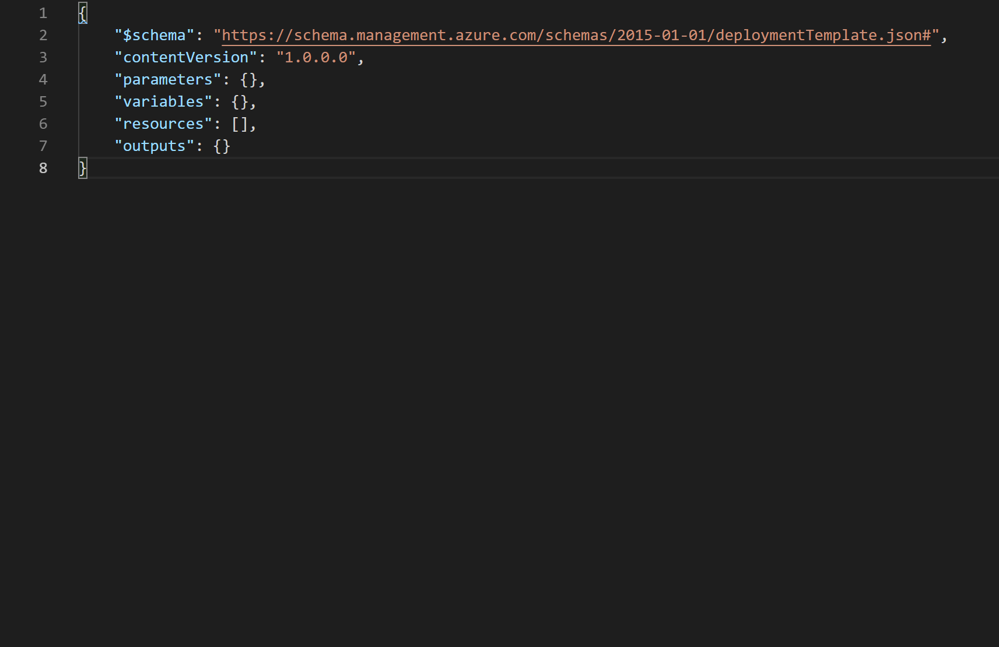 1 {
2 "$schema": "https://schema.management.azure.com/schemas/2015-01-01/deploymentTemplate.json#",
3 "contentVersion": "1.0.0.0",
4 "parameters": {},
5 "variables": {},
6 "resources": [],
7 "outputs": {}
8 }